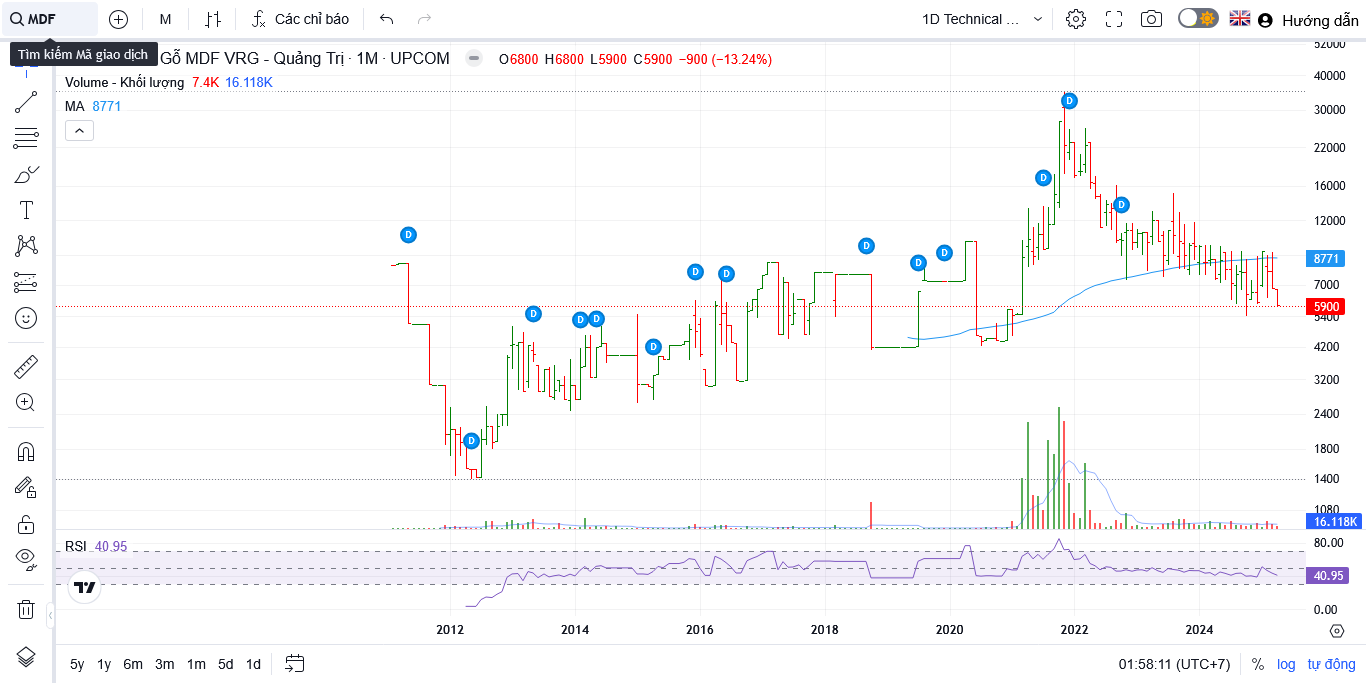 MDF
M
Các chỉ báo
1D Technical ...
Hướng dẫn
Tìm kiếm Mã giao dịch
Gỗ MDF VRG - Quảng Trị · 1M · UPCOM
O6800 H6800 L5900 C5900 −900 (−13.24%)
Volume - Khối lượng 7.4K 16.118K
MA 8771
52000
40000
30000
22000
16000
12000
8771
7000
5900
5400
4200
3200
2400
1800
1400
1080
16.118K
D
D
D
D
D
D
D
D
D
D
D
D
D
D
RSI 40.95
80.00
40.95
0.00
2012 2014 2016 2018 2020 2022 2024
5y 1y 6m 3m 1m 5d 1d
01:58:11 (UTC+7) % log tự động